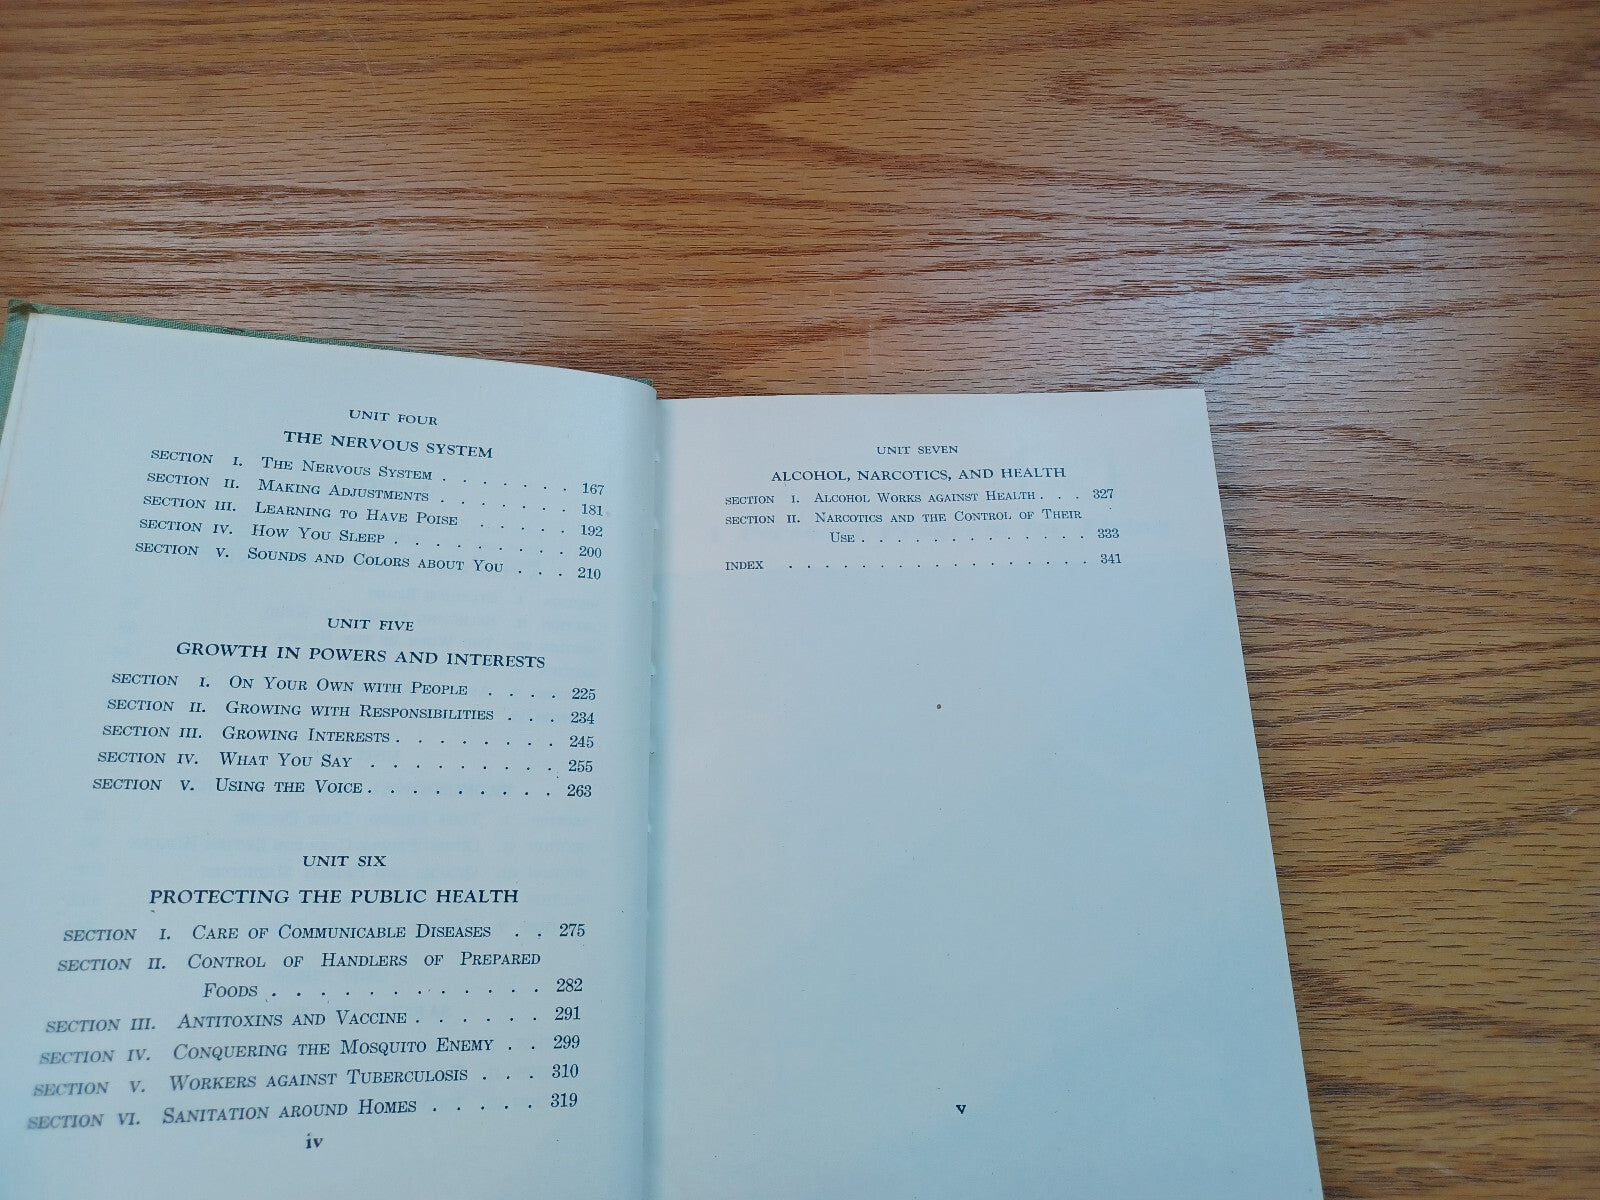 UNIT FOUR
THE NERVOUS SYSTEM
SECTION I. THE NERVOUS SYSTEM . . . . . . . 167
SECTION II. MAKING ADJUSTMENTS . . . . . . . 181
SECTION III. LEARNING TO HAVE POISE . . . . . 192
SECTION IV. HOW YOU SLEEP . . . . . . . . . 200
SECTION V. SOUNDS AND COLORS ABOUT YOU . . . 210
UNIT FIVE
GROWTH IN POWERS AND INTERESTS
SECTION I. ON YOUR OWN WITH PEOPLE . . . . 225
SECTION II. GROWING WITH RESPONSIBILITIES . . . 234
SECTION III. GROWING INTERESTS . . . . . . . . 245
SECTION IV. WHAT YOU SAY . . . . . . . . . 255
SECTION V. USING THE VOICE . . . . . . . . . 263
UNIT SIX
PROTECTING THE PUBLIC HEALTH
SECTION I. CARE OF COMMUNICABLE DISEASES . . 275
SECTION II. CONTROL OF HANDLERS OF PREPARED
FOODS . . . . . . . . . . . . 282
SECTION III. ANTITOXINS AND VACCINE . . . . . . 291
SECTION IV. CONQUERING THE MOSQUITO ENEMY . . 299
SECTION V. WORKERS AGAINST TUBERCULOSIS . . . 310
SECTION VI. SANITATION AROUND HOMES . . . . . 319
iv
UNIT SEVEN
ALCOHOL, NARCOTICS, AND HEALTH
SECTION I. ALCOHOL WORKS AGAINST HEALTH . . . 327
SECTION II. NARCOTICS AND THE CONTROL OF THEIR
USE . . . . . . . . . . . . . 333
INDEX . . . . . . . . . . . . . . . . . 341
v